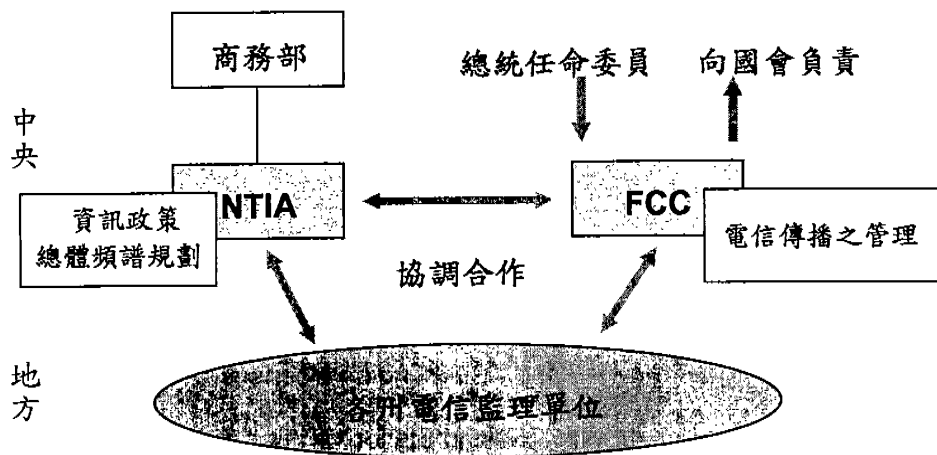 商務部
總統任命委員
向國會負責
中央
NTIA
FCC
資訊政策
總體頻譜規劃
電信傳播之管理
協調合作
地方
各州電信監理單位